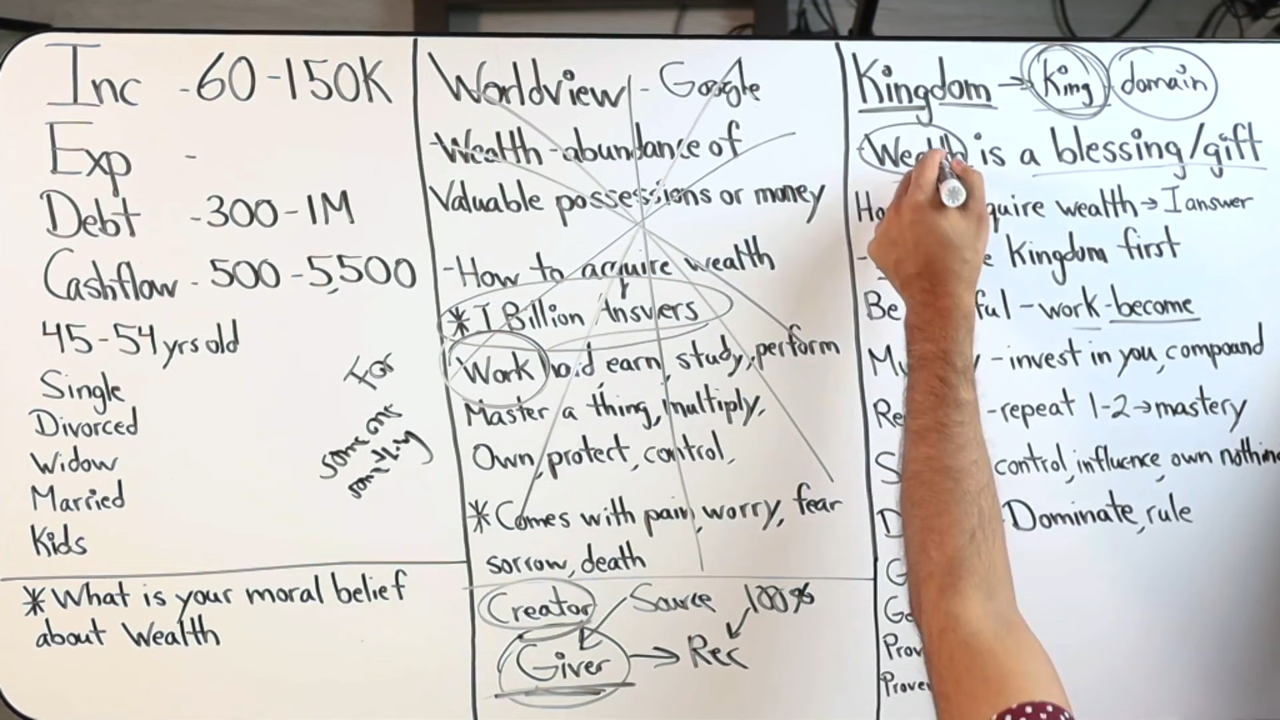 Inc - 60-150K
Exp -
Debt - 300-1M
Cashflow - 500-5,500
45-54 yrs old
Single
Divorced
Widow
Married
Kids
For
someone
something
*What is your moral belief
about Wealth
Worldview - Google
-Wealth-abundance of
Valuable possessions or money
-How to acquire wealth
*1 Billion Answers
Work hard earn, study, perform
Master a thing, multiply,
Own, protect, control,
*Comes with pain, worry, fear
sorrow, death
Creator Source 100%
Giver → Rec
Kingdom → King domain
-Wealth is a blessing/gift
quire wealth → 1 answer
Kingdom first
Be ful - work - become
- invest in you, compound
Re - repeat 1-2 → mastery
control, influence, own nothing
Dominate, rule
Prov
Prove